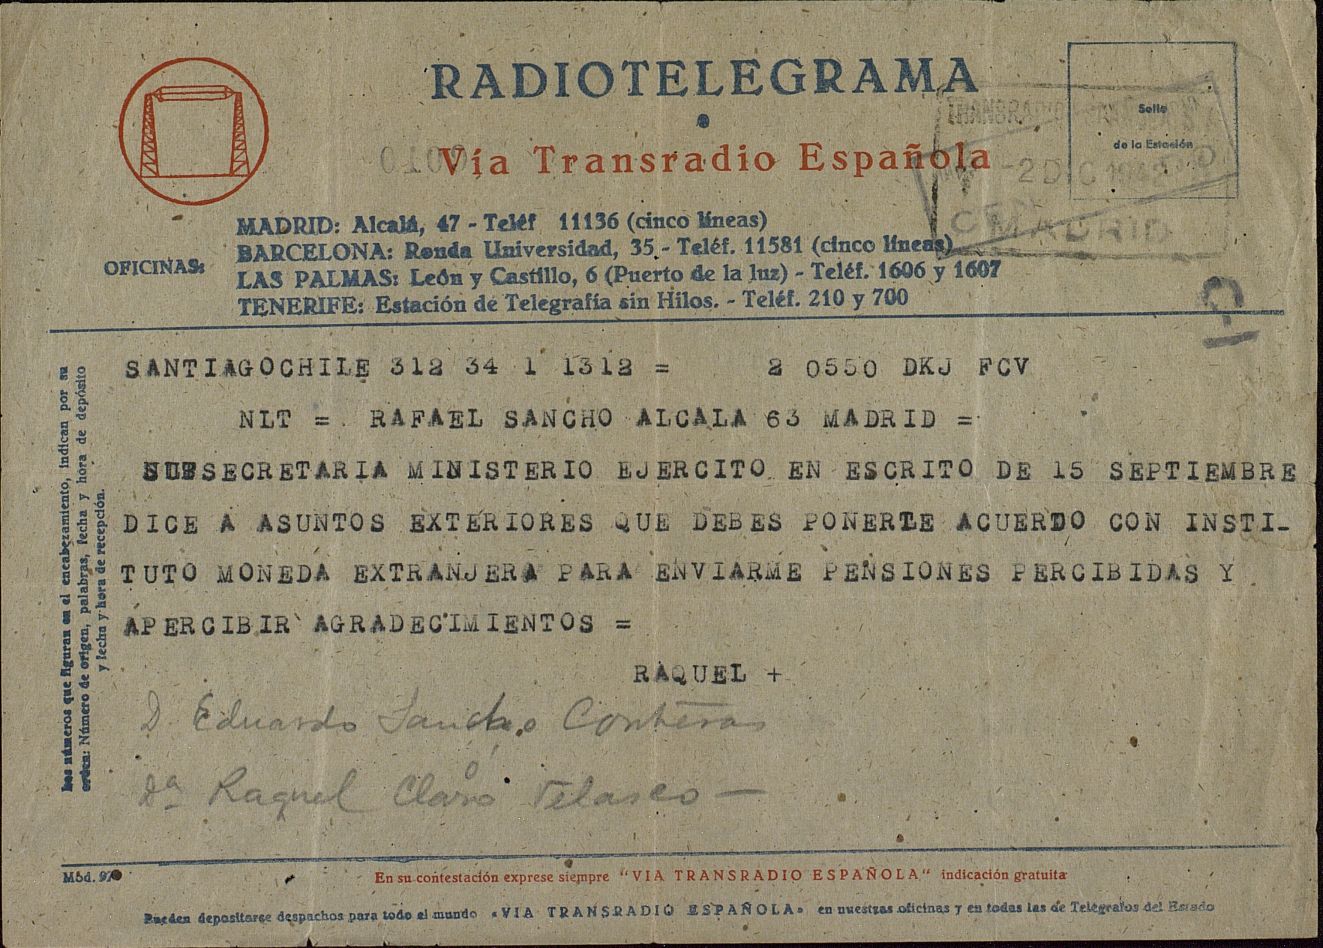 RADIOTELEGRAMA
Vía Transradio Española
Sello
de la Estación
-2 DIC 1942
MADRID
OFICINAS:
MADRID: Alcalá, 47 - Teléf 11136 (cinco líneas)
BARCELONA: Ronda Universidad, 35 - Teléf. 11581 (cinco líneas)
LAS PALMAS: León y Castillo, 6 (Puerto de la luz) - Teléf. 1606 y 1607
TENERIFE: Estación de Telegrafía sin Hilos. - Teléf. 210 y 700
Los números que figuran en el encabezamiento, indican por su
orden: Número de origen, palabras, fecha y hora de depósito
y fecha y hora de recepción.
SANTIAGOCHILE 312 34 1 1312 = 2 0550 DKJ FCV
NLT = RAFAEL SANCHO ALCALA 63 MADRID =
SUBSECRETARIA MINISTERIO EJERCITO EN ESCRITO DE 15 SEPTIEMBRE
DICE A ASUNTOS EXTERIORES QUE DEBES PONERTE ACUERDO CON INSTI-
TUTO MONEDA EXTRANJERA PARA ENVIARME PENSIONES PERCIBIDAS Y
APERCIBIR AGRADECIMIENTOS =
RAQUEL +
D. Eduardo Sancho Contreras
Dª Raquel Claro Velasco —
Mód. 97
En su contestación exprese siempre "VIA TRANSRADIO ESPAÑOLA" indicación gratuita
Pueden depositarse despachos para todo el mundo «VIA TRANSRADIO ESPAÑOLA» en nuestras oficinas y en todas las de Telégrafos del Estado